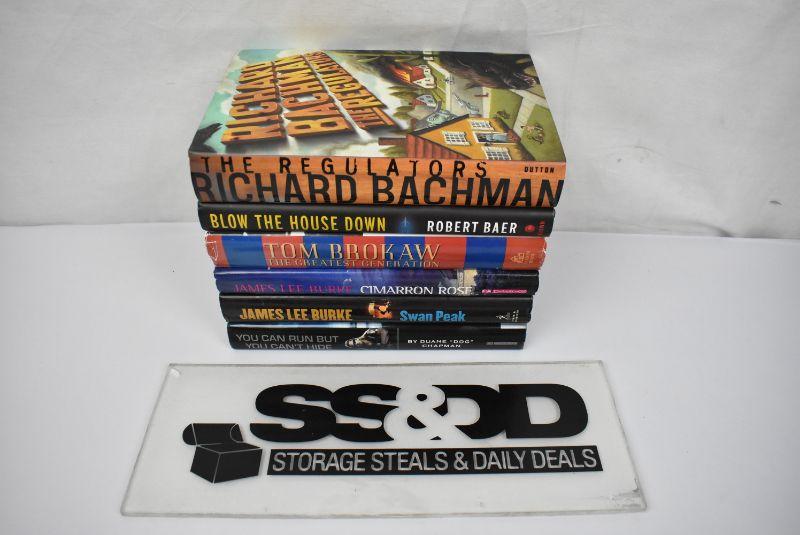 RICHARD
BACHMAN
THE REGULATORS
THE REGULATORS
DUTTON
RICHARD BACHMAN
BLOW THE HOUSE DOWN ROBERT BAER
TOM BROKAW
THE GREATEST GENERATION
JAMES LEE BURKE CIMARRON ROSE
JAMES LEE BURKE Swan Peak
YOU CAN RUN BUT
YOU CAN'T HIDE
BY DUANE "DOG"
CHAPMAN
SS&DD
STORAGE STEALS & DAILY DEALS